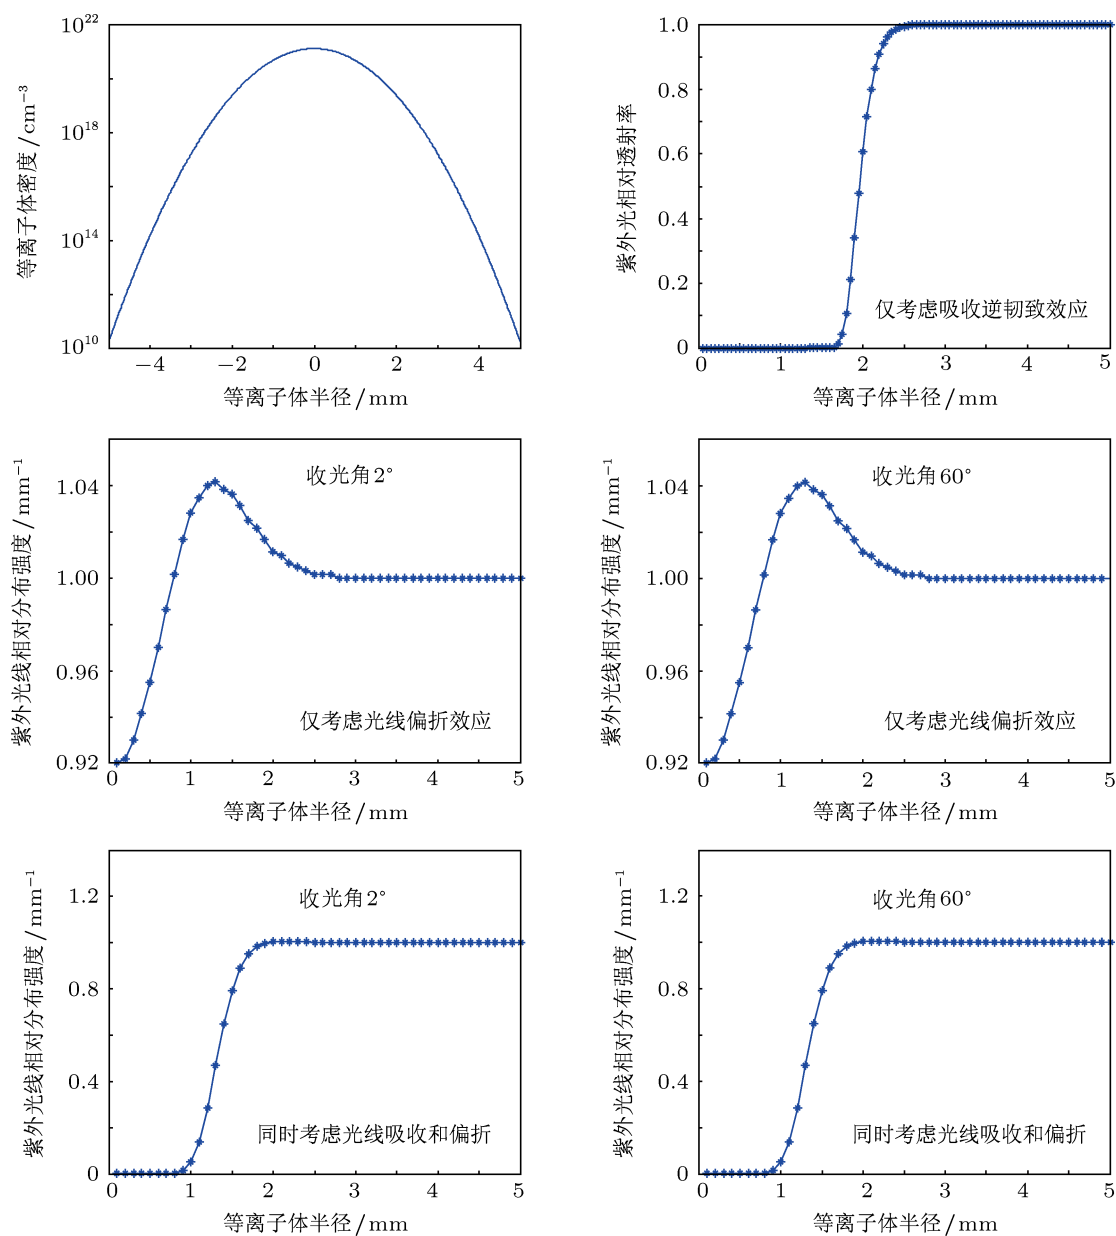 等离子体密度/cm⁻³
10²²
10¹⁸
10¹⁴
10¹⁰
−4 −2 0 2 4
等离子体半径/mm
紫外光相对透射率
1.0
0.8
0.6
0.4
0.2
0
仅考虑吸收逆韧致效应
0 1 2 3 4 5
等离子体半径/mm
紫外光线相对分布强度/mm⁻¹
收光角2°
1.04
1.00
0.96
0.92
仅考虑光线偏折效应
0 1 2 3 4 5
等离子体半径/mm
紫外光线相对分布强度/mm⁻¹
收光角60°
1.04
1.00
0.96
0.92
仅考虑光线偏折效应
0 1 2 3 4 5
等离子体半径/mm
紫外光线相对分布强度/mm⁻¹
收光角2°
1.2
0.8
0.4
0
同时考虑光线吸收和偏折
0 1 2 3 4 5
等离子体半径/mm
紫外光线相对分布强度/mm⁻¹
收光角60°
1.2
0.8
0.4
0
同时考虑光线吸收和偏折
0 1 2 3 4 5
等离子体半径/mm